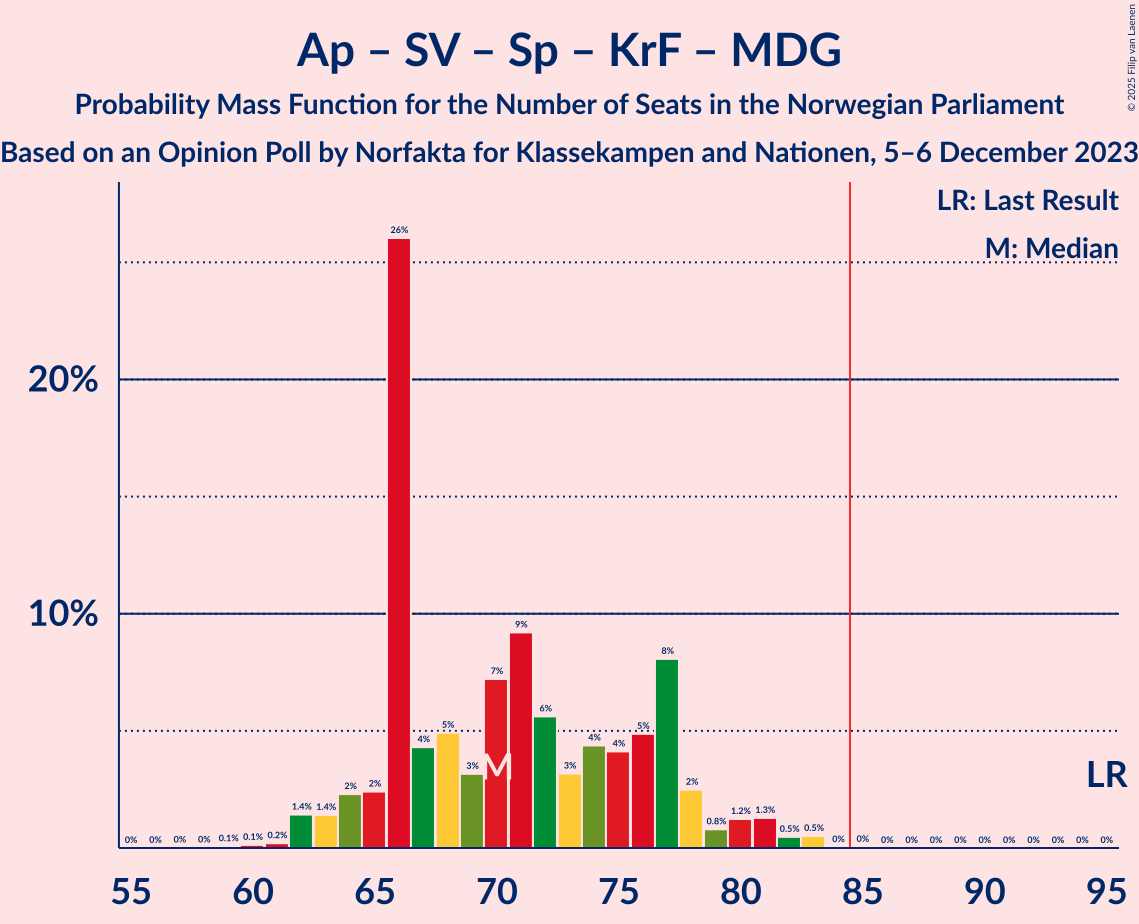 Ap – SV – Sp – KrF – MDG
Probability Mass Function for the Number of Seats in the Norwegian Parliament
Based on an Opinion Poll by Norfakta for Klassekampen and Nationen, 5–6 December 2023
© 2025 Filip van Laenen
LR: Last Result
M: Median
20%
10%
0% 0% 0% 0% 0.1% 0.1% 0.2% 1.4% 1.4% 2% 2% 26% 4% 5% 3% 7% 9% 6% 3% 4% 4% 5% 8% 2% 0.8% 1.2% 1.3% 0.5% 0.5% 0% 0% 0% 0% 0% 0% 0% 0% 0% 0% 0% 0%
M
LR
55 60 65 70 75 80 85 90 95